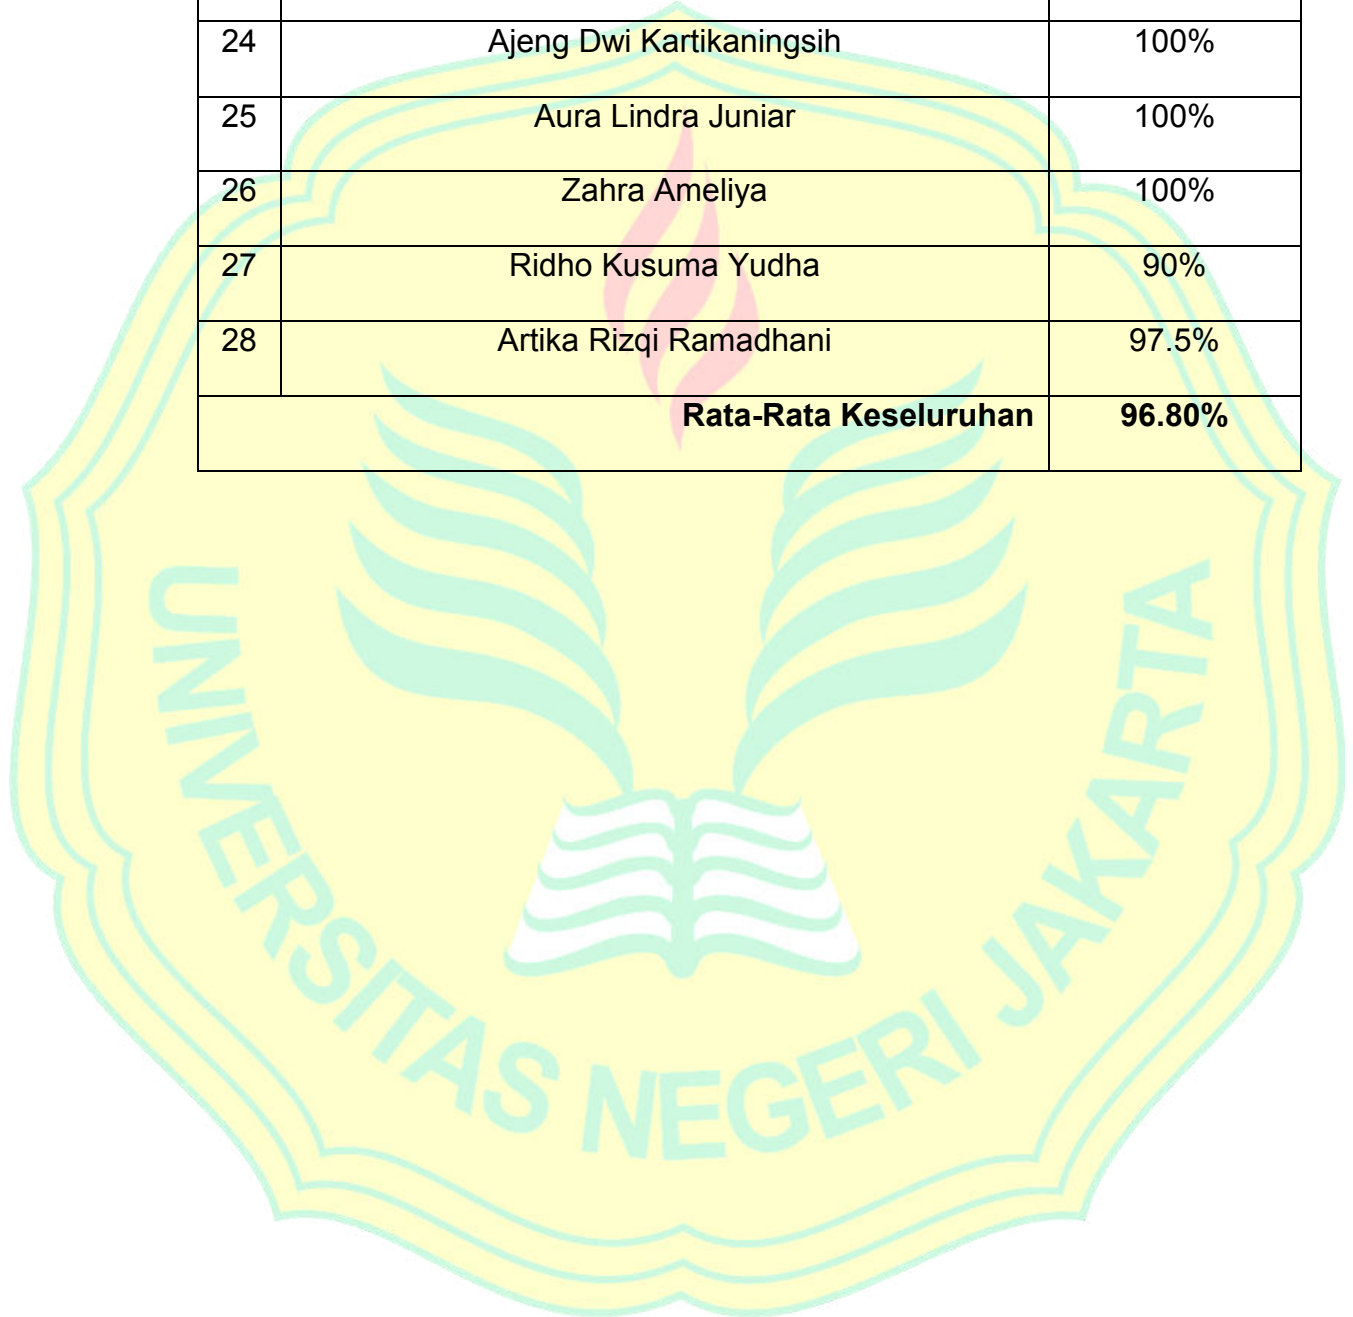 24 Ajeng Dwi Kartikaningsih 100%
25 Aura Lindra Juniar 100%
26 Zahra Ameliya 100%
27 Ridho Kusuma Yudha 90%
28 Artika Rizqi Ramadhani 97.5%
Rata-Rata Keseluruhan 96.80%
UNIVERSITAS NEGERI JAKARTA